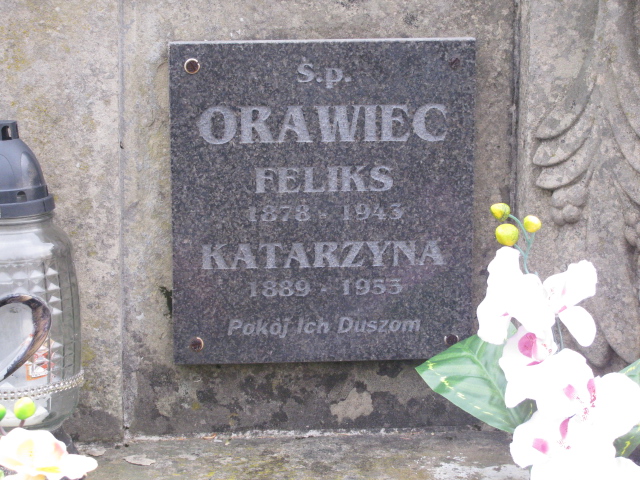 Ś.p.
ORAWIEC
FELIKS
1878 - 1943
KATARZYNA
1889 - 1953
Pokój Ich Duszom